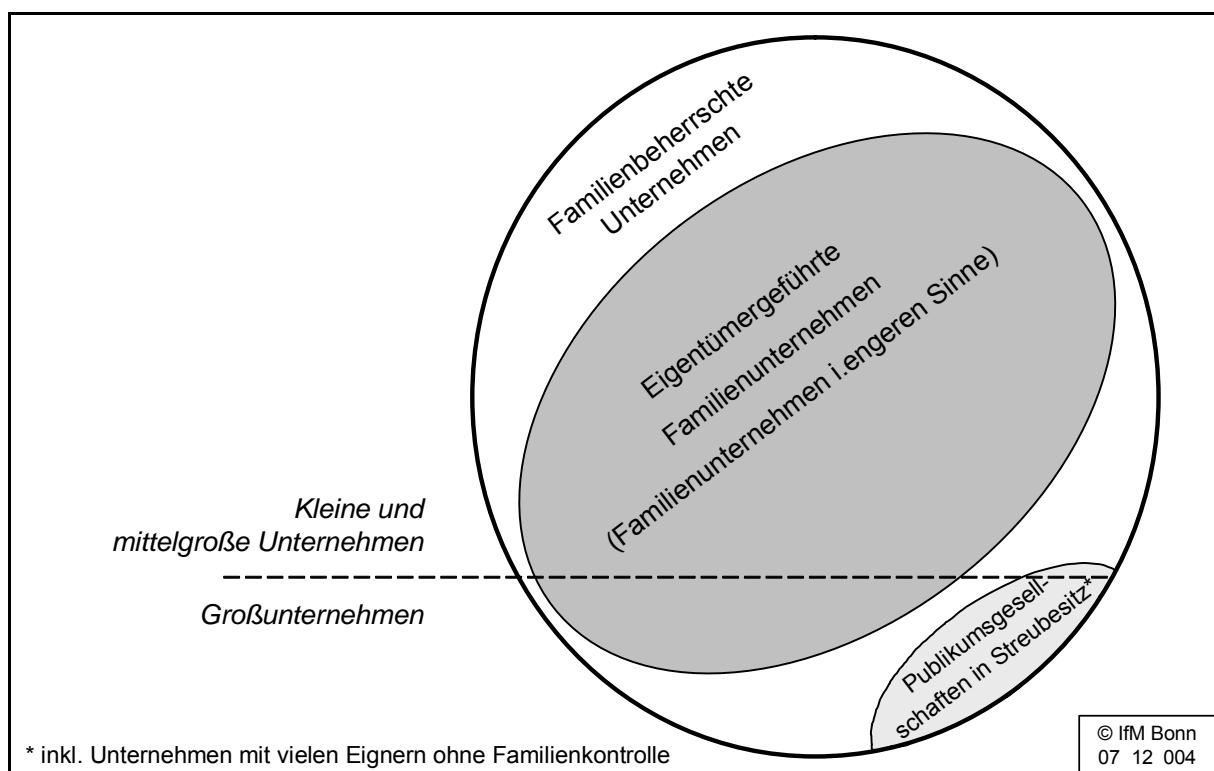 Familienbeherrschte
Unternehmen
Eigentümergeführte
Familienunternehmen
(Familienunternehmen i.engeren Sinne)
Kleine und
mittelgroße Unternehmen
Großunternehmen
Publikumsgesell-
schaften in Streubesitz*
* inkl. Unternehmen mit vielen Eignern ohne Familienkontrolle
© IfM Bonn
07 12 004